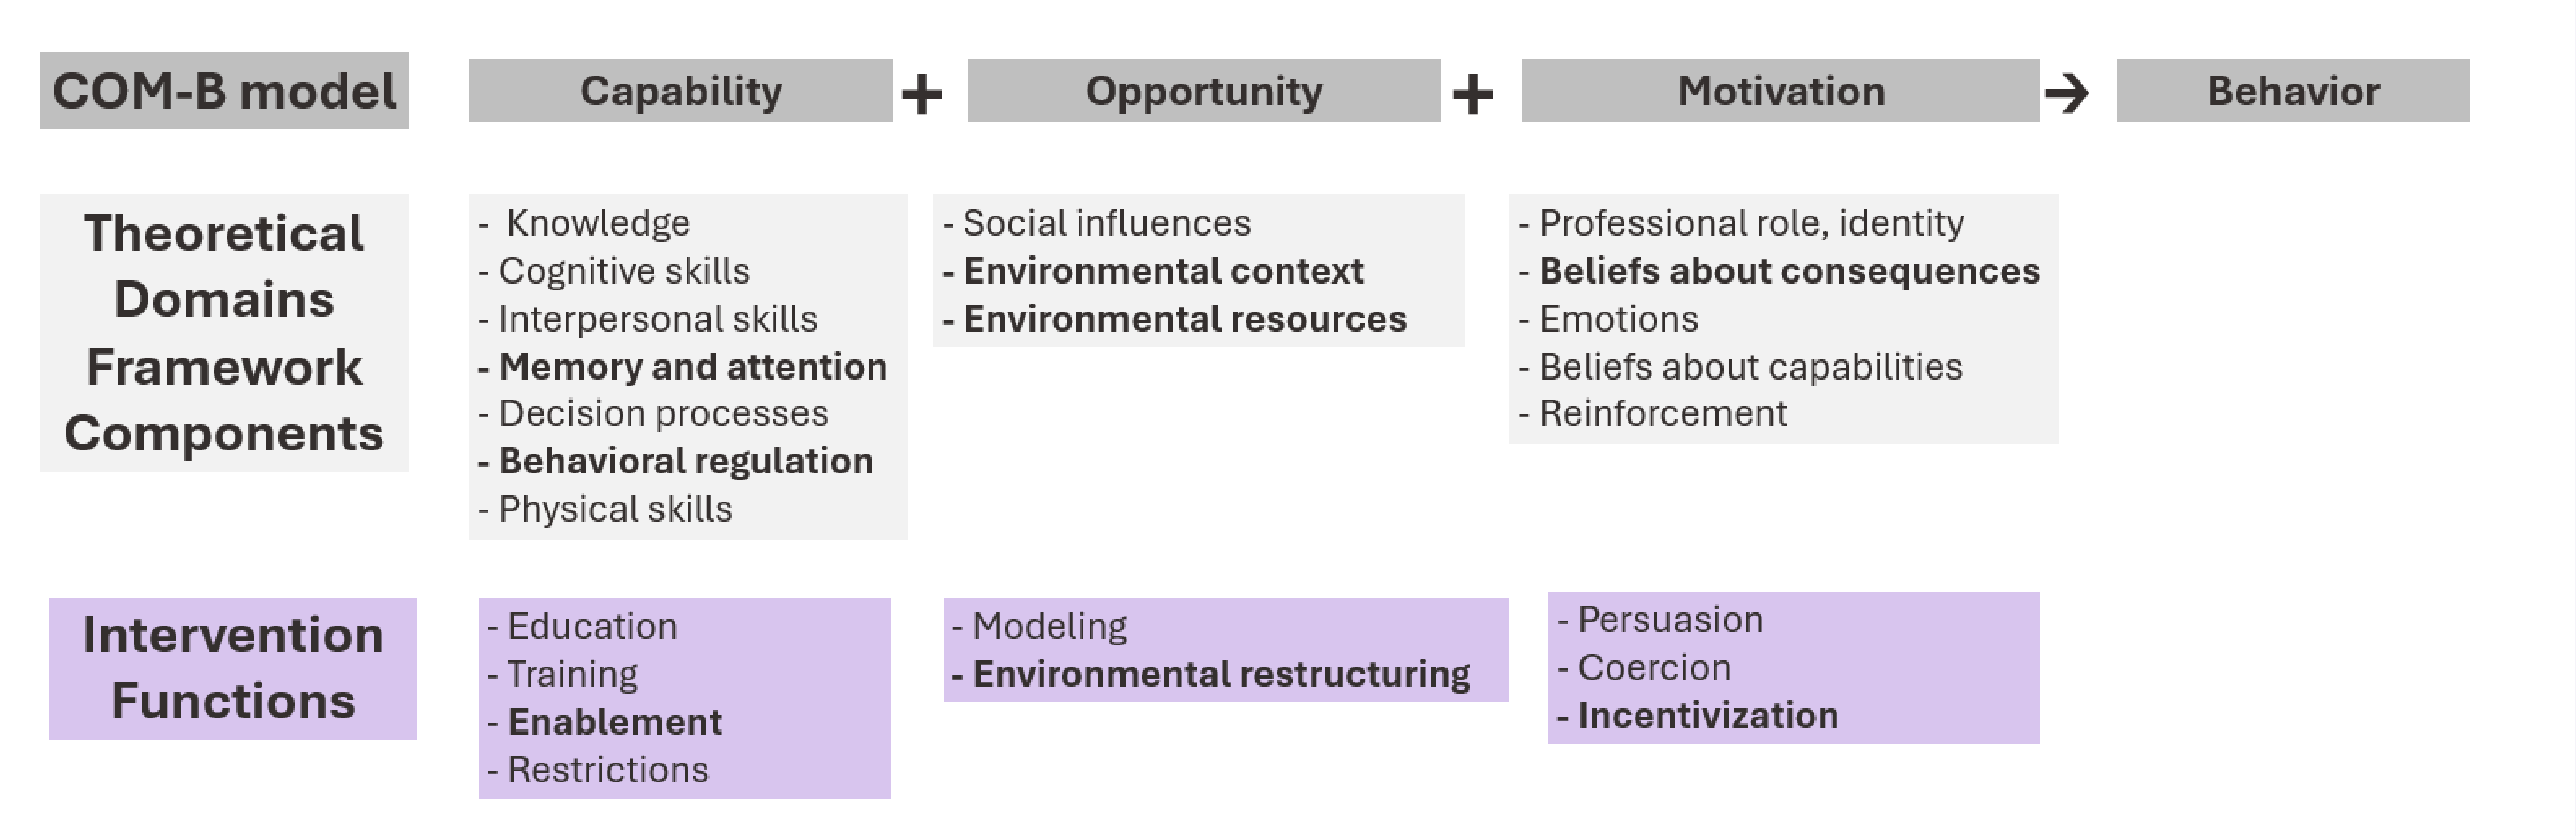 COM-B model
Capability + Opportunity + Motivation → Behavior
Theoretical
Domains
Framework
Components
- Knowledge
- Cognitive skills
- Interpersonal skills
- Memory and attention
- Decision processes
- Behavioral regulation
- Physical skills
- Social influences
- Environmental context
- Environmental resources
- Professional role, identity
- Beliefs about consequences
- Emotions
- Beliefs about capabilities
- Reinforcement
Intervention
Functions
- Education
- Training
- Enablement
- Restrictions
- Modeling
- Environmental restructuring
- Persuasion
- Coercion
- Incentivization